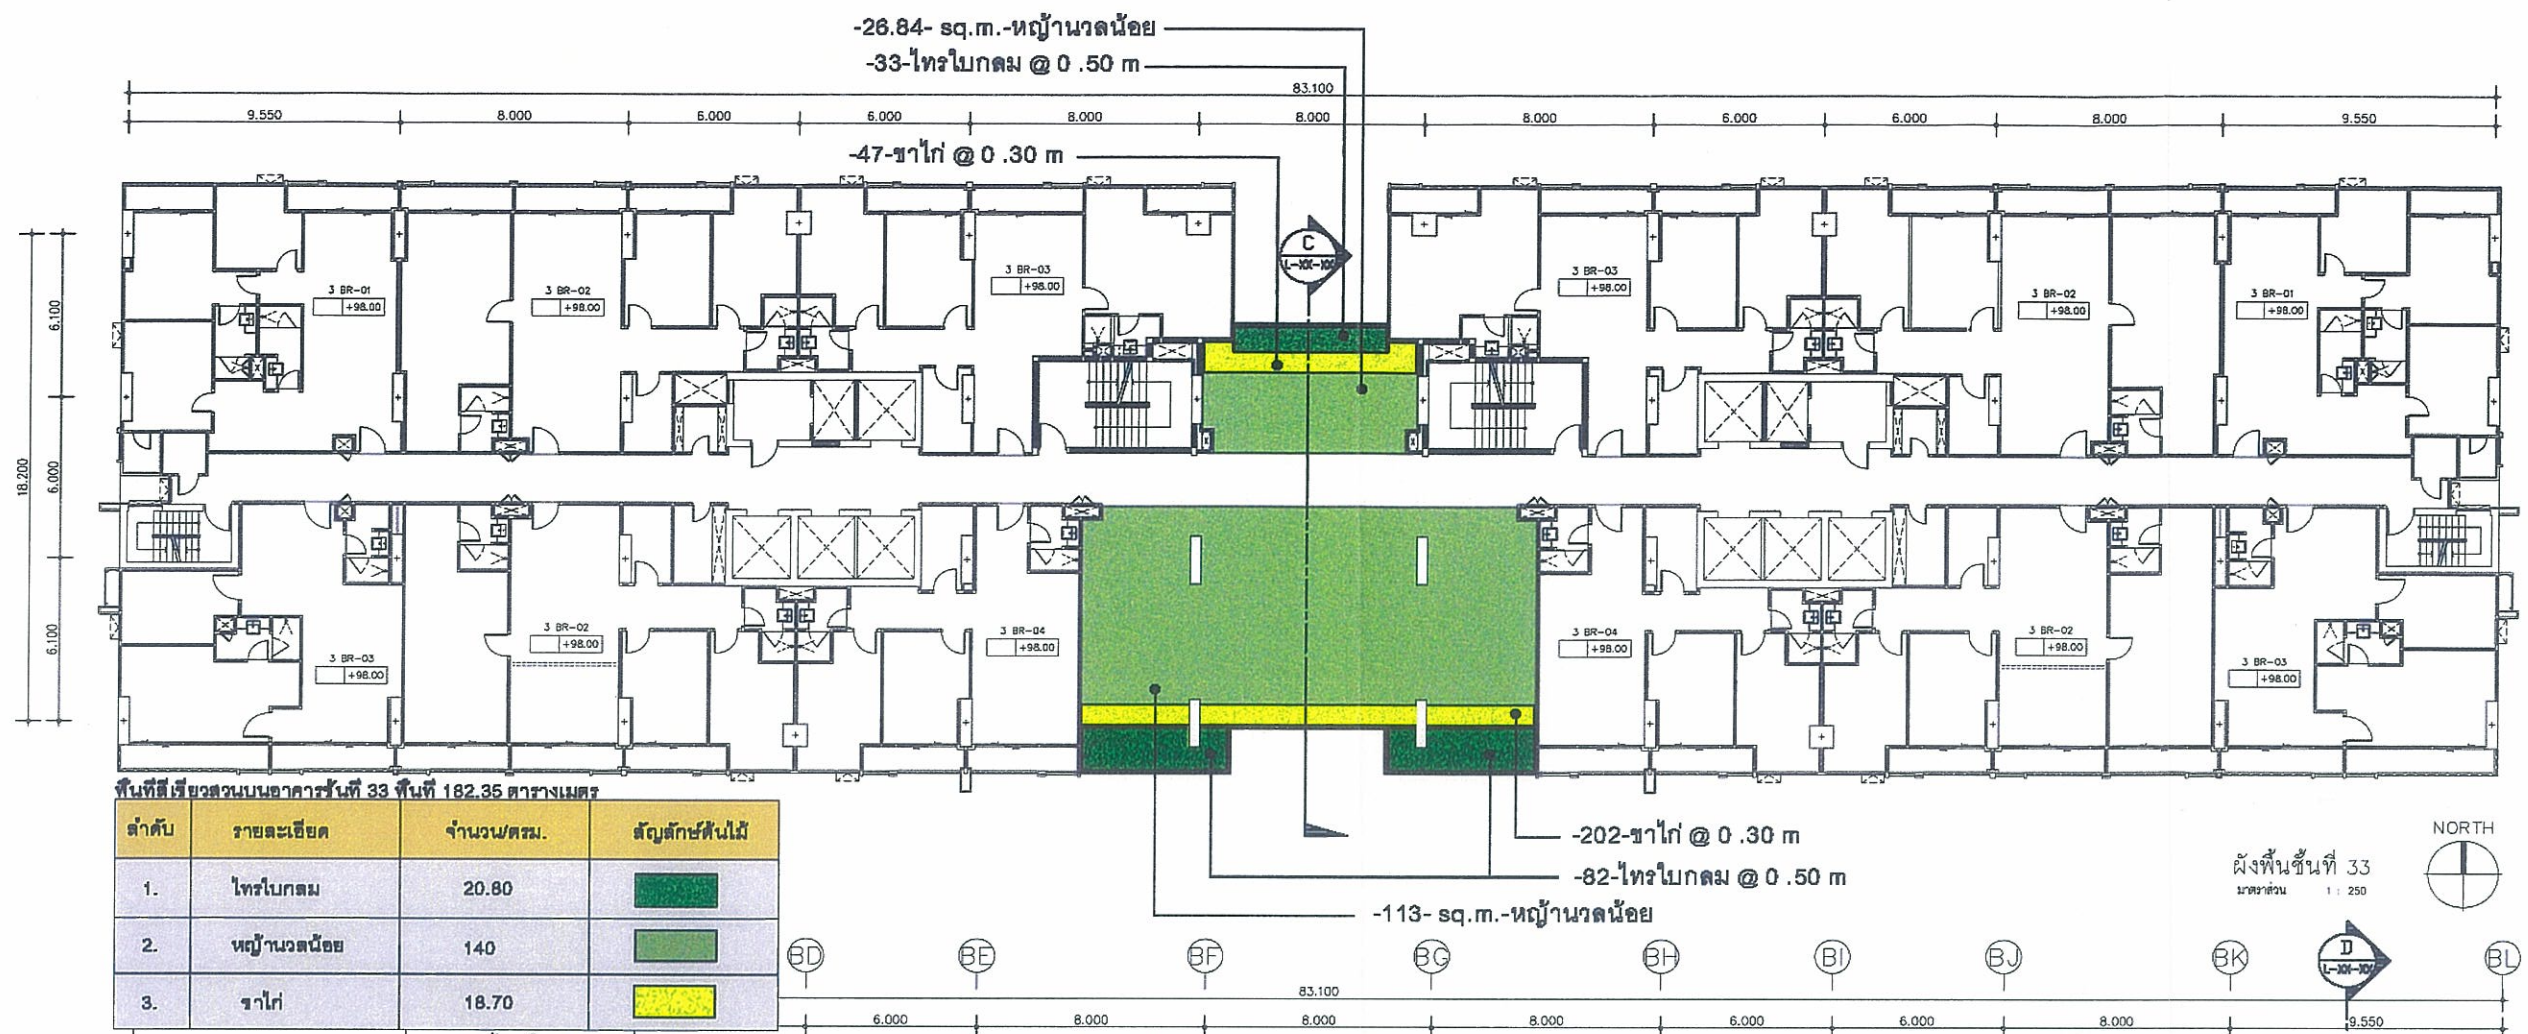 -26.84- sq.m.-หญ้านวลน้อย
-33-ไทรใบกลม @ 0 .50 m
83.100
9.550 8.000 6.000 6.000 8.000 8.000 8.000 6.000 6.000 8.000 9.550
-47-ขาไก่ @ 0 .30 m
C
L-XX-XX
3 BR-01
+98.00
3 BR-02
+98.00
3 BR-03
+98.00
3 BR-03
+98.00
3 BR-02
+98.00
3 BR-01
+98.00
18.200
6.100
6.000
6.100
3 BR-03
+98.00
3 BR-02
+98.00
3 BR-04
+98.00
3 BR-04
+98.00
3 BR-02
+98.00
3 BR-03
+98.00
พื้นที่สีเขียวสวนบนอาคารชั้นที่ 33 พื้นที่ 182.35 ตารางเมตร
ลำดับ รายละเอียด จำนวน/ตรม. สัญลักษ์ต้นไม้
1. ไทรใบกลม 20.80
2. หญ้านวลน้อย 140
3. ขาไก่ 18.70
-202-ขาไก่ @ 0 .30 m
-82-ไทรใบกลม @ 0 .50 m
-113- sq.m.-หญ้านวลน้อย
NORTH
ผังพื้นชั้นที่ 33
มาตราส่วน 1 : 250
BD BE BF BG BH BI BJ BK BL
D
L-XX-XX
83.100
6.000 8.000 8.000 8.000 6.000 6.000 8.000 9.550